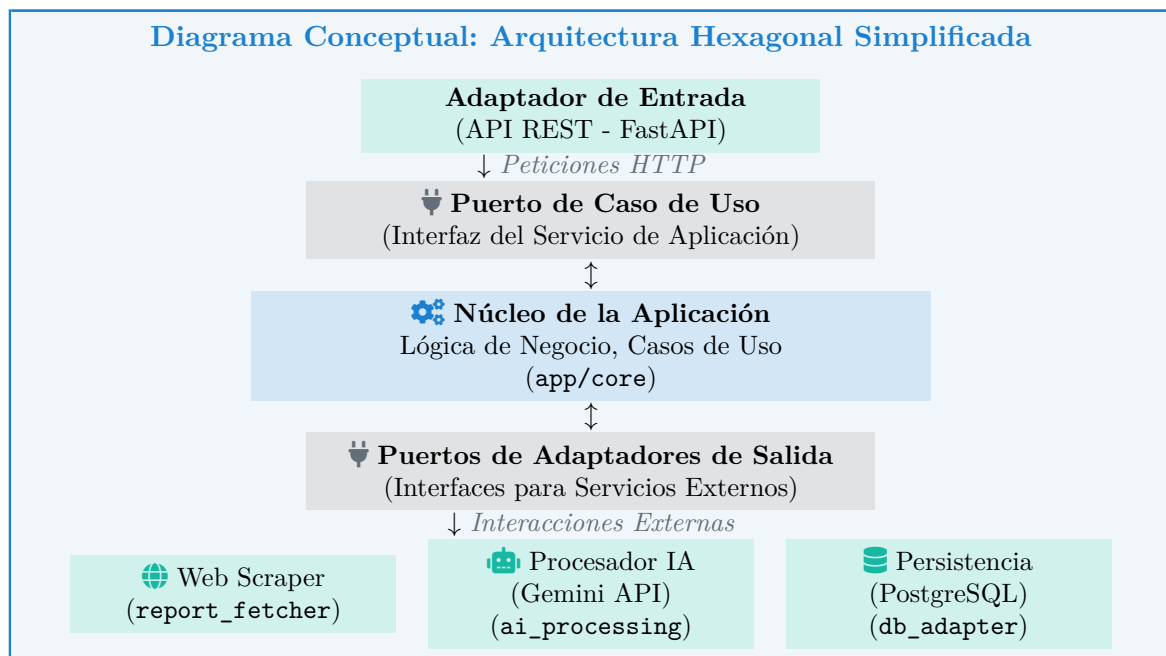 Diagrama Conceptual: Arquitectura Hexagonal Simplificada
Adaptador de Entrada
(API REST - FastAPI)
↓ Peticiones HTTP
Puerto de Caso de Uso
(Interfaz del Servicio de Aplicación)
↕
Núcleo de la Aplicación
Lógica de Negocio, Casos de Uso
(app/core)
↕
Puertos de Adaptadores de Salida
(Interfaces para Servicios Externos)
↓ Interacciones Externas
Web Scraper
(report_fetcher)
Procesador IA
(Gemini API)
(ai_processing)
Persistencia
(PostgreSQL)
(db_adapter)